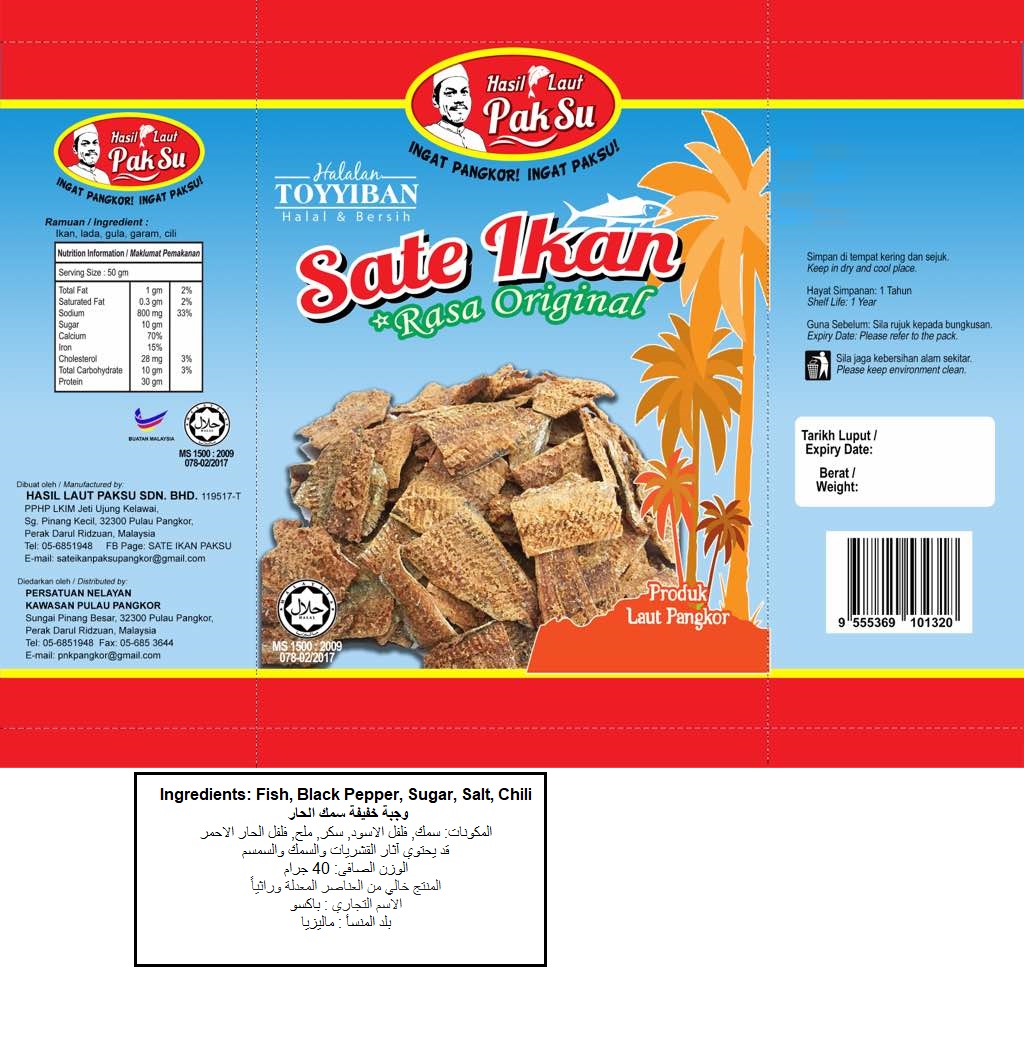 Hasil Laut
Pak Su
INGAT PANGKOR! INGAT PAKSU!
Ramuan / Ingredient :
Ikan, lada, gula, garam, cili
Nutrition Information / Maklumat Pemakanan
Serving Size : 50 gm
Total Fat 1 gm 2%
Saturated Fat 0.3 gm 2%
Sodium 800 mg 33%
Sugar 10 gm
Calcium 70%
Iron 15%
Cholesterol 28 mg 3%
Total Carbohydrate 10 gm 3%
Protein 30 gm
BUATAN MALAYSIA
حلال
MS 1500 : 2009
078-02/2017
Dibuat oleh / Manufactured by:
HASIL LAUT PAKSU SDN. BHD. 119517-T
PPHP LKIM Jeti Ujung Kelawai,
Sg. Pinang Kecil, 32300 Pulau Pangkor,
Perak Darul Ridzuan, Malaysia
Tel: 05-6851948 FB Page: SATE IKAN PAKSU
E-mail: sateikanpaksupangkor@gmail.com
Diedarkan oleh / Distributed by:
PERSATUAN NELAYAN
KAWASAN PULAU PANGKOR
Sungai Pinang Besar, 32300 Pulau Pangkor,
Perak Darul Ridzuan, Malaysia
Tel: 05-6851948 Fax: 05-685 3644
E-mail: pnkpangkor@gmail.com
Hasil Laut
Pak Su
INGAT PANGKOR! INGAT PAKSU!
Halalan
TOYYIBAN
Halal & Bersih
Sate Ikan
Rasa Original
MALAYSIA
حلال
MS 1500 : 2009
078-02/2017
Produk
Laut Pangkor
Simpan di tempat kering dan sejuk.
Keep in dry and cool place.
Hayat Simpanan: 1 Tahun
Shelf Life: 1 Year
Guna Sebelum: Sila rujuk kepada bungkusan.
Expiry Date: Please refer to the pack.
Sila jaga kebersihan alam sekitar.
Please keep environment clean.
Tarikh Luput /
Expiry Date:
Berat /
Weight:
9 555369 101320
Ingredients: Fish, Black Pepper, Sugar, Salt, Chili
وجبة خفيفة سمك الحار
المكونات: سمك, فلفل الاسود, سكر, ملح, فلفل الحار الاحمر
قد يحتوي آثار القشريات والسمك والسمسم
الوزن الصافى: 40 جرام
المنتج خالي من العناصر المعدلة وراثياً
الاسم التجاري : باكسو
بلد المنسأ : ماليزيا